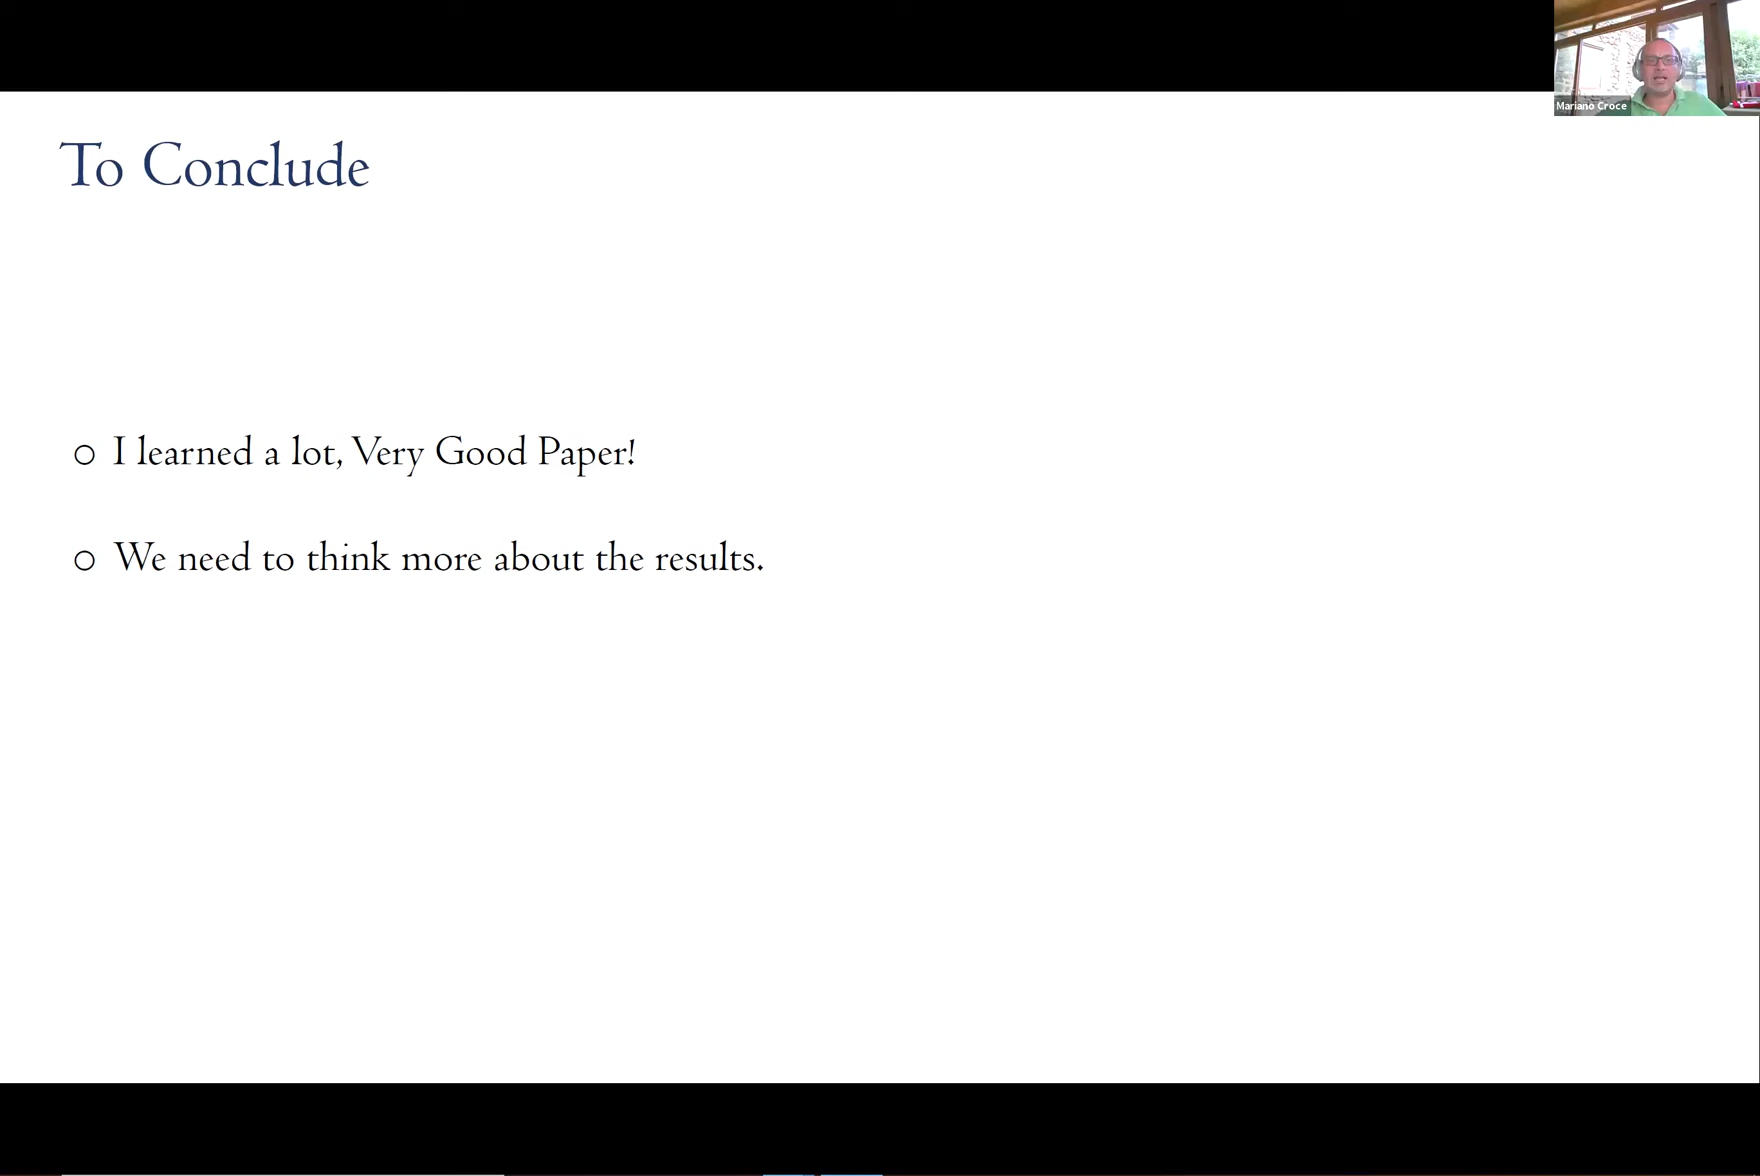 Mariano Croce
To Conclude
I learned a lot, Very Good Paper!
We need to think more about the results.